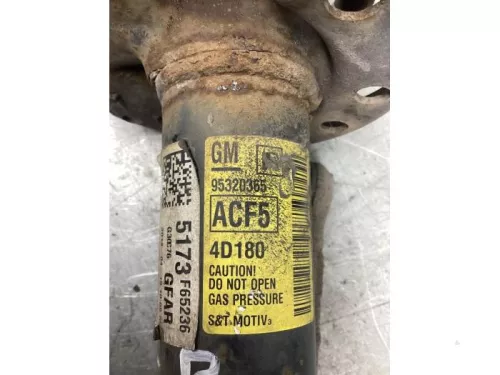 GM
95320365
ACF5
4D180
CAUTION!
DO NOT OPEN
GAS PRESSURE
S&T MOTIV
5173 F65236
GFAR